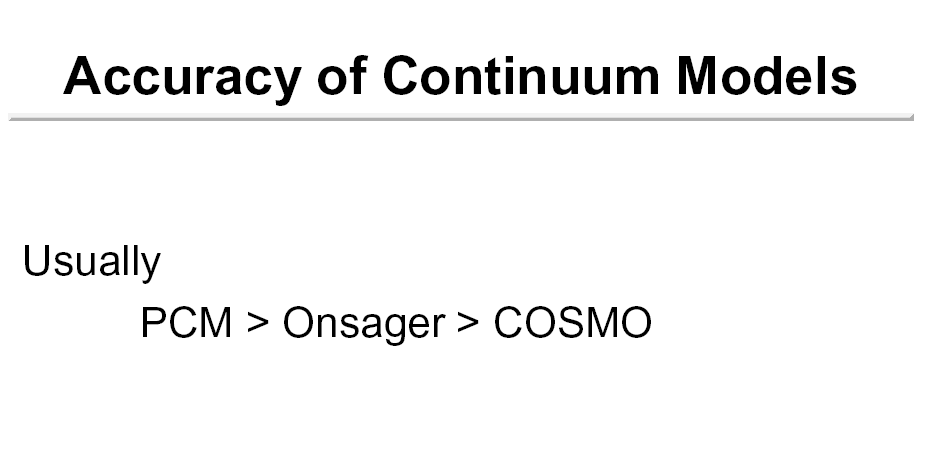 Accuracy of Continuum Models
Usually
PCM > Onsager > COSMO